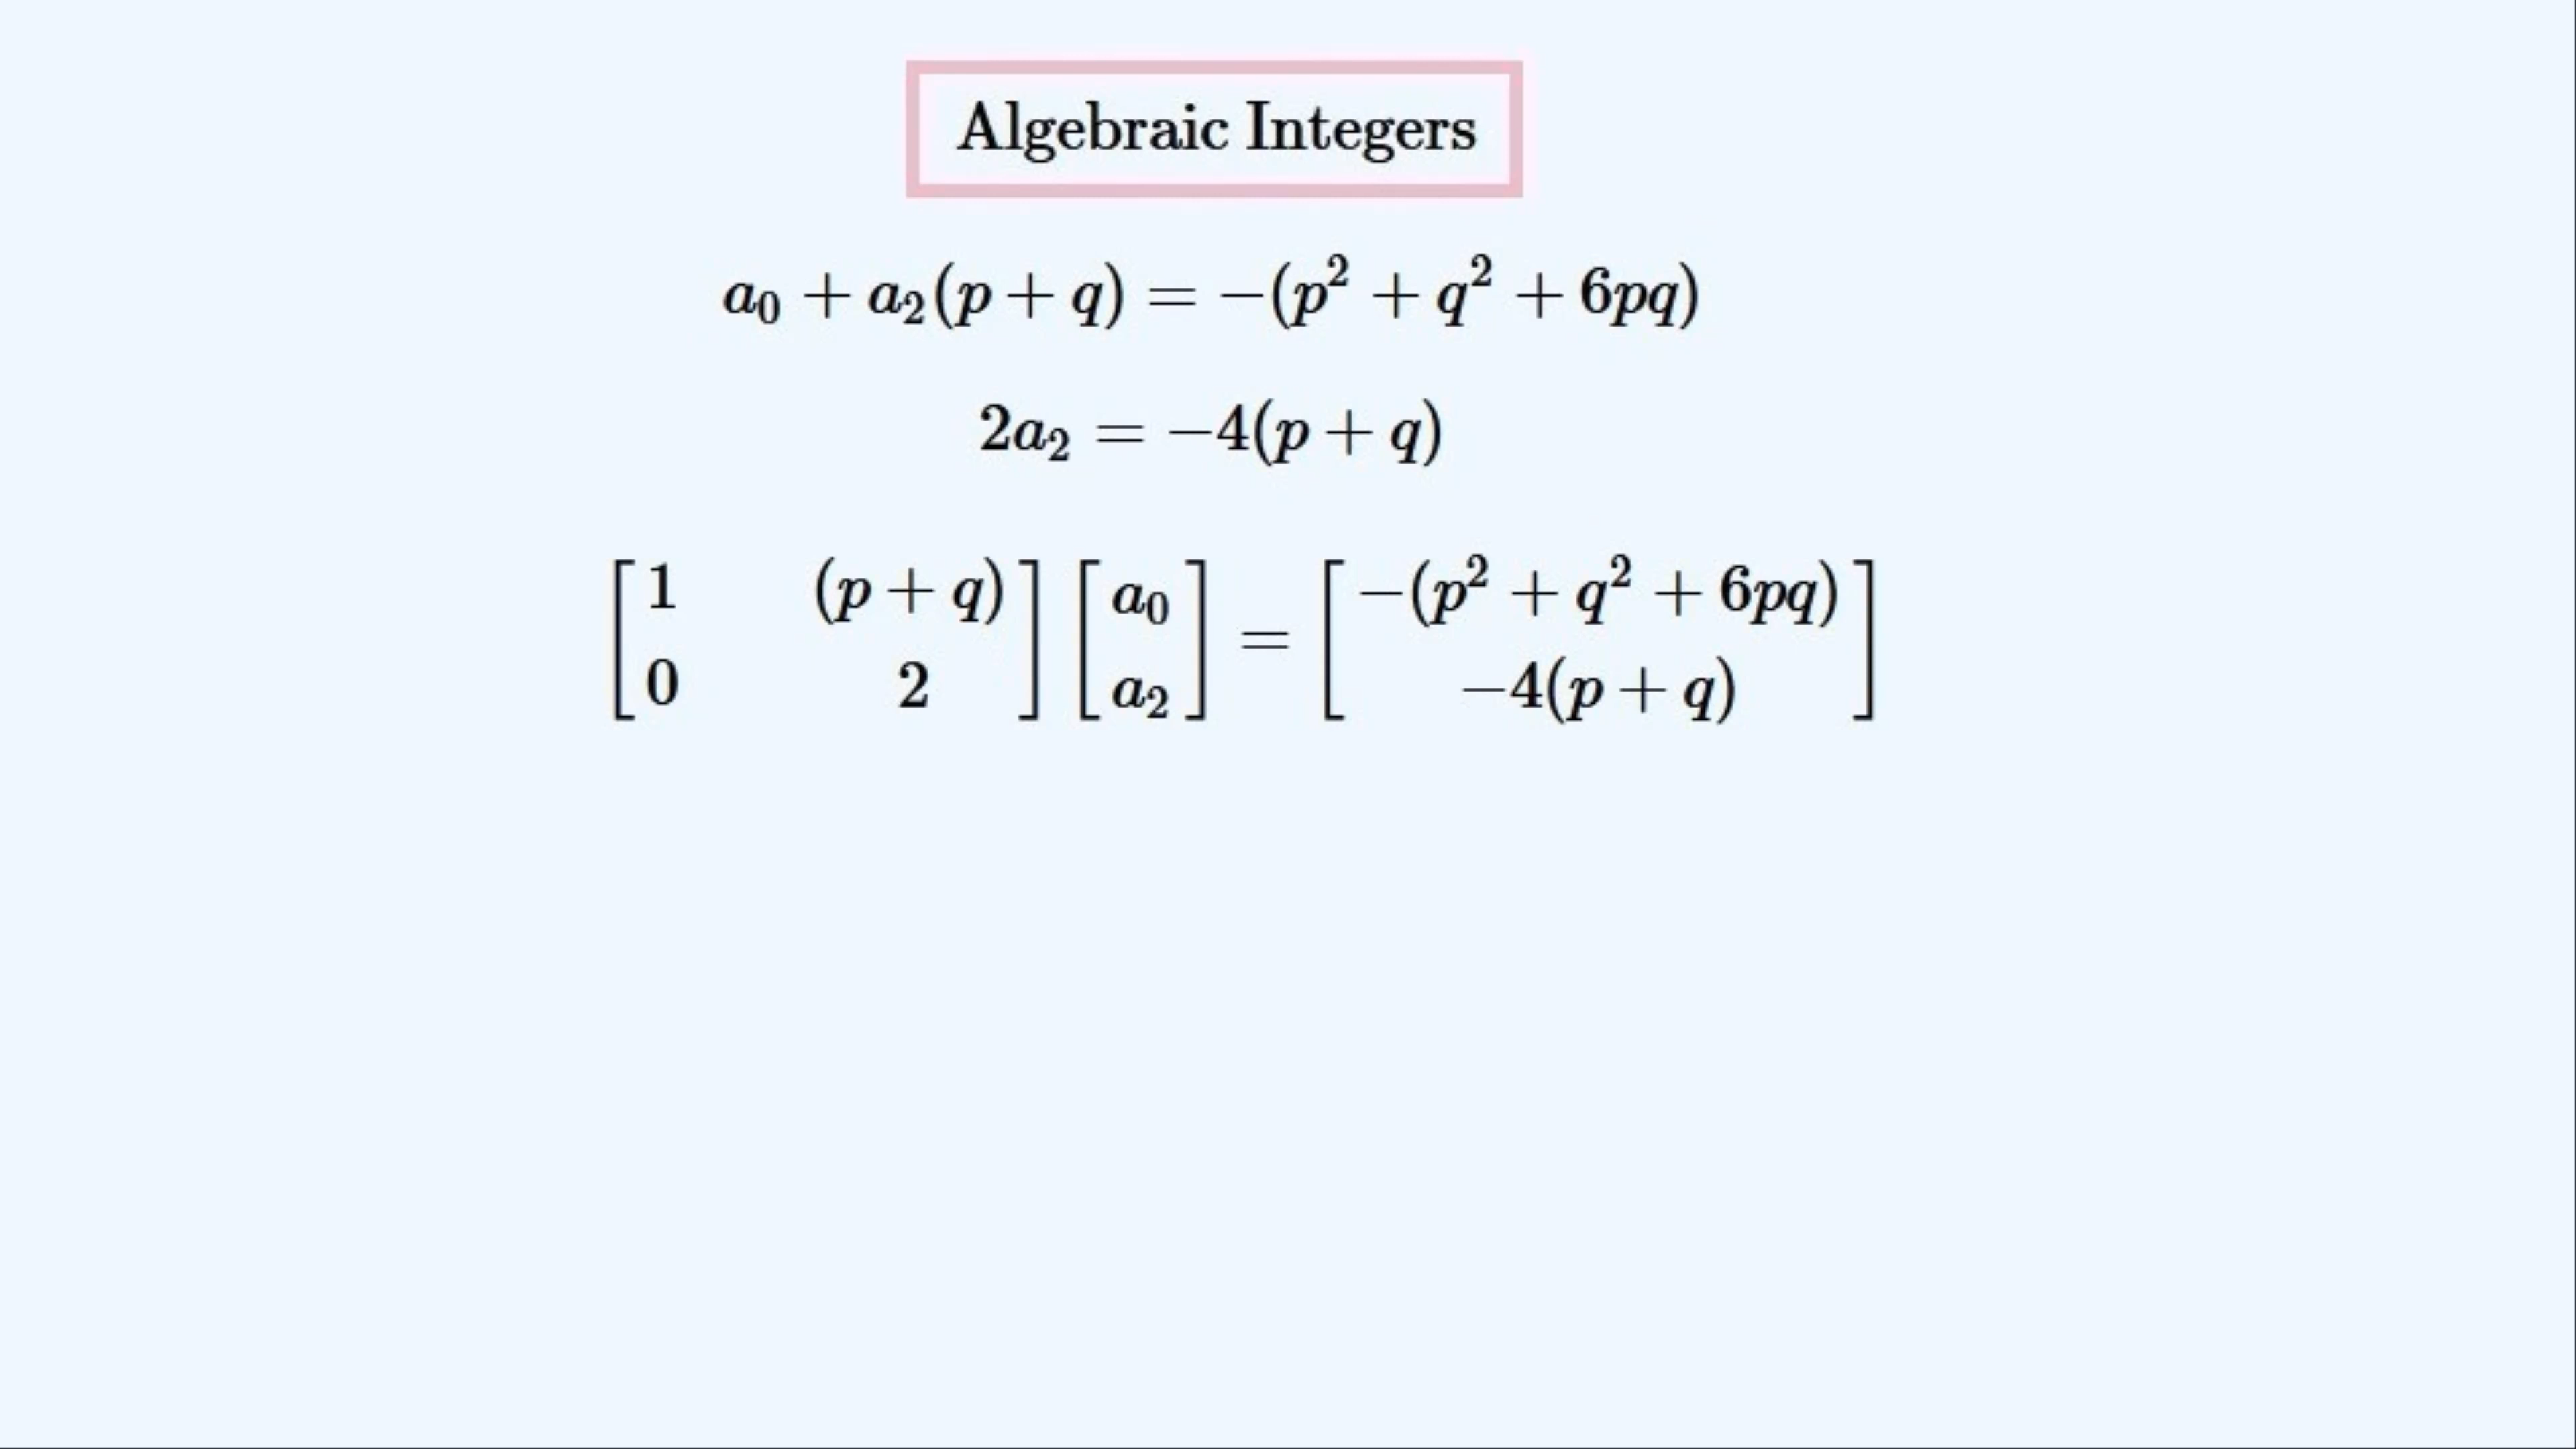 Algebraic Integers
a₀ + a₂(p + q) = −(p² + q² + 6pq)
2a₂ = −4(p + q)
[1 (p + q); 0 2] [a₀; a₂] = [−(p² + q² + 6pq); −4(p + q)]